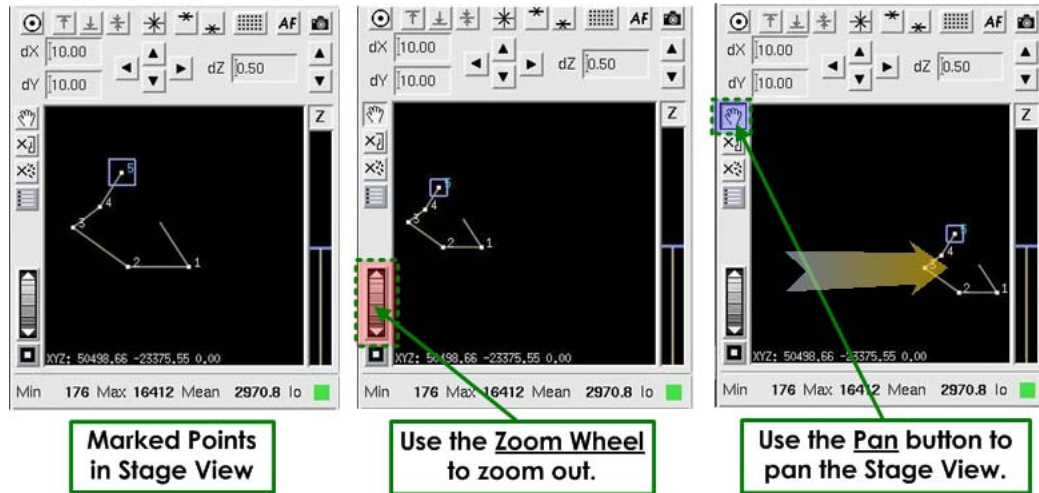 AF
dX 10.00
dY 10.00
dZ 0.50
Z
5
4
3
2
1
XYZ: 50498.66 -23375.55 0.00
Min 176 Max 16412 Mean 2970.8 Io
Marked Points
in Stage View
AF
dX 10.00
dY 10.00
dZ 0.50
Z
5
4
3
2
1
XYZ: 50498.66 -23375.55 0.00
Min 176 Max 16412 Mean 2970.8 Io
Use the Zoom Wheel
to zoom out.
AF
dX 10.00
dY 10.00
dZ 0.50
Z
5
4
3
2
1
XYZ: 50498.66 -23375.55 0.00
Min 176 Max 16412 Mean 2970.8 Io
Use the Pan button to
pan the Stage View.